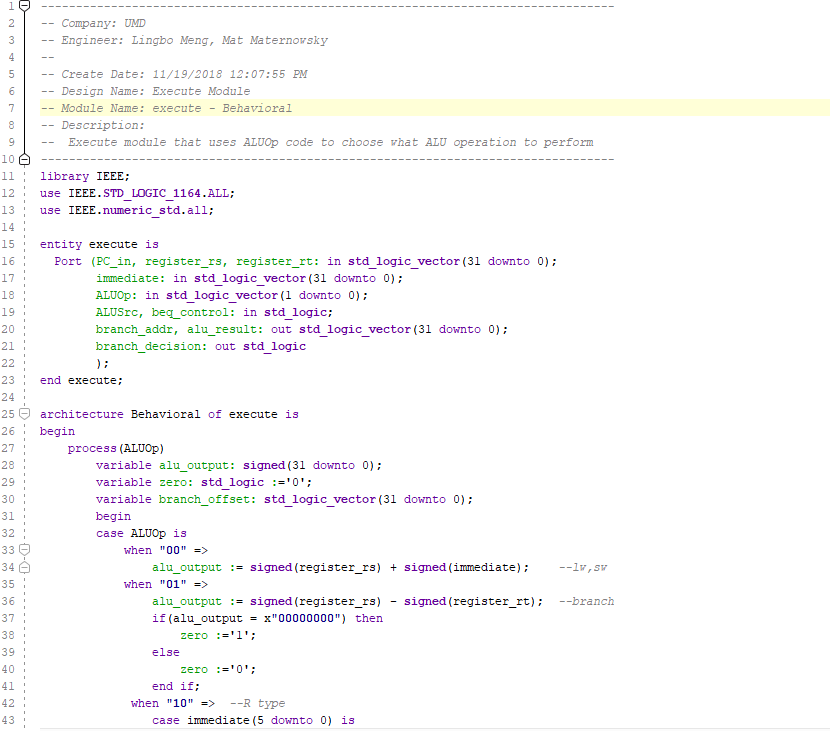 1 ----------------------------------------------------------------------------------
2 -- Company: UMD
3 -- Engineer: Lingbo Meng, Mat Maternowsky
4 --
5 -- Create Date: 11/19/2018 12:07:55 PM
6 -- Design Name: Execute Module
7 -- Module Name: execute - Behavioral
8 -- Description:
9 --  Execute module that uses ALUOp code to choose what ALU operation to perform
10 ----------------------------------------------------------------------------------
11 library IEEE;
12 use IEEE.STD_LOGIC_1164.ALL;
13 use IEEE.numeric_std.all;
14
15 entity execute is
16   Port (PC_in, register_rs, register_rt: in std_logic_vector(31 downto 0);
17         immediate: in std_logic_vector(31 downto 0);
18         ALUOp: in std_logic_vector(1 downto 0);
19         ALUSrc, beq_control: in std_logic;
20         branch_addr, alu_result: out std_logic_vector(31 downto 0);
21         branch_decision: out std_logic
22         );
23 end execute;
24
25 architecture Behavioral of execute is
26 begin
27     process(ALUOp)
28         variable alu_output: signed(31 downto 0);
29         variable zero: std_logic :='0';
30         variable branch_offset: std_logic_vector(31 downto 0);
31         begin
32         case ALUOp is
33             when "00" =>
34                 alu_output := signed(register_rs) + signed(immediate);    --lw,sw
35             when "01" =>
36                 alu_output := signed(register_rs) - signed(register_rt);  --branch
37                 if(alu_output = x"00000000") then
38                     zero :='1';
39                 else
40                     zero :='0';
41                 end if;
42              when "10" =>  --R type
43                 case immediate(5 downto 0) is